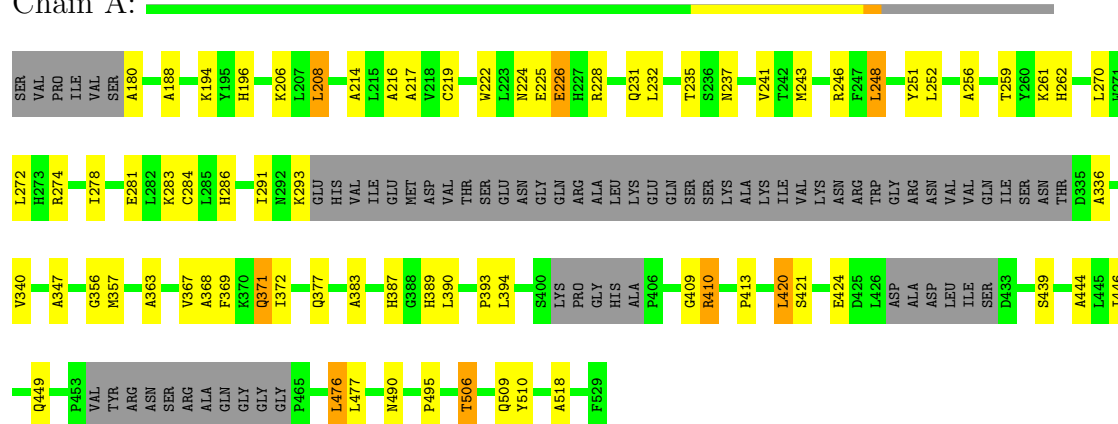 Chain A:
SER VAL PRO ILE VAL SER A180 A188 K194 Y195 H196 K206 L207 L208 A214 L215 A216 A217 V218 C219 W222 L223 N224 E225 E226 H227 R228 Q231 L232 T235 S236 N237 V241 T242 M243 R246 F247 L248 Y251 L252 A256 T259 Y260 K261 H262 L270 H271
L272 H273 R274 I278 E281 L282 K283 C284 L285 H286 I291 N292 K293 GLU HIS VAL ILE GLU MET ASP VAL THR SER GLU ASN GLY GLN ARG ALA LEU LYS GLU GLN SER SER LYS ALA LYS ILE VAL LYS ASN ARG TRP GLY ARG ASN VAL VAL GLN ILE SER ASN THR D335 A336
V340 A347 G356 M357 A363 V367 A368 F369 K370 Q371 I372 Q377 A383 H387 G388 H389 L390 P393 L394 S400 LYS PRO GLY HIS ALA P406 G409 R410 P413 L420 S421 E424 D425 L426 ASP ALA ASP LEU ILE SER D433 S439 A444 L445
Q449 P453 VAL TYR ARG ASN SER ARG ALA GLN GLY GLY GLY P465 L476 L477 N490 P495 T506 Q509 Y510 A518 F529